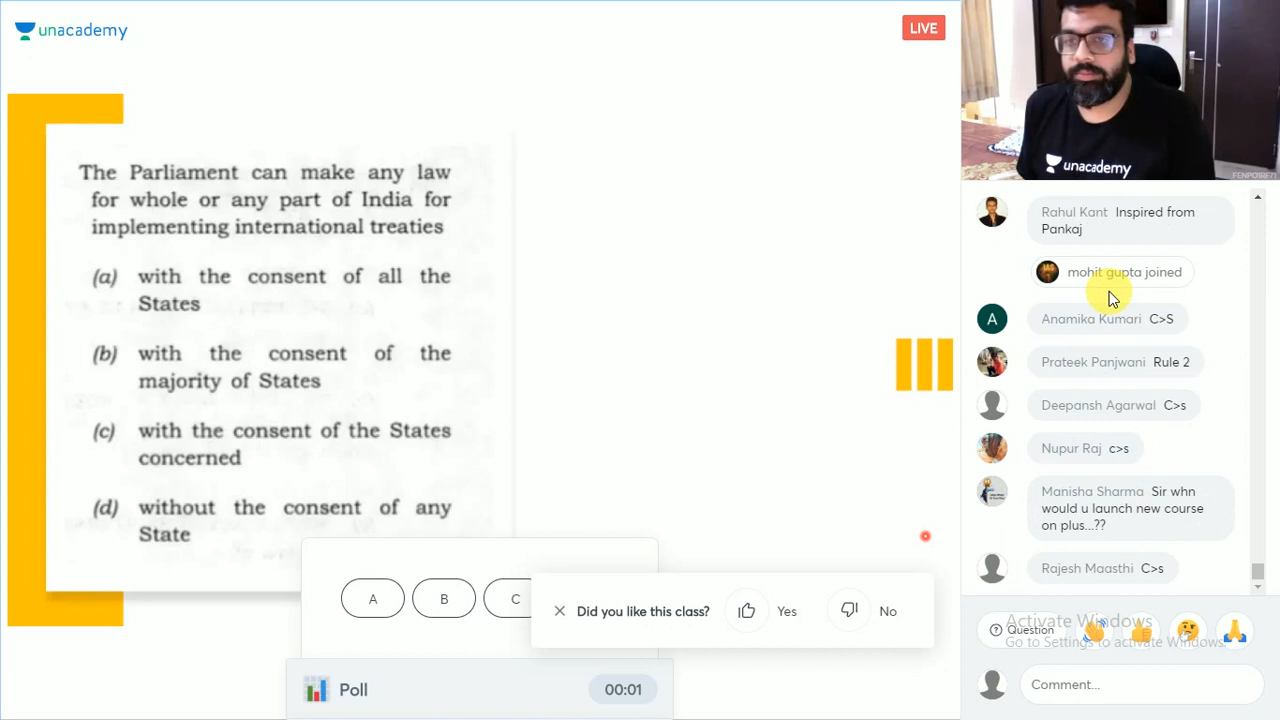 unacademy
LIVE
The Parliament can make any law
for whole or any part of India for
implementing international treaties
(a) with the consent of all the
States
(b) with the consent of the
majority of States
(c) with the consent of the States
concerned
(d) without the consent of any
State
A B C
Did you like this class? Yes No
Poll 00:01
unacademy
FENPOIRE71
Rahul Kant Inspired from
Pankaj
mohit gupta joined
A Anamika Kumari C>S
Prateek Panjwani Rule 2
Deepansh Agarwal C>s
Nupur Raj c>s
Manisha Sharma Sir whn
would u launch new course
on plus...??
Rajesh Maasthi C>s
Activate Windows
? Question
Go to Settings to activate Windows.
Comment...